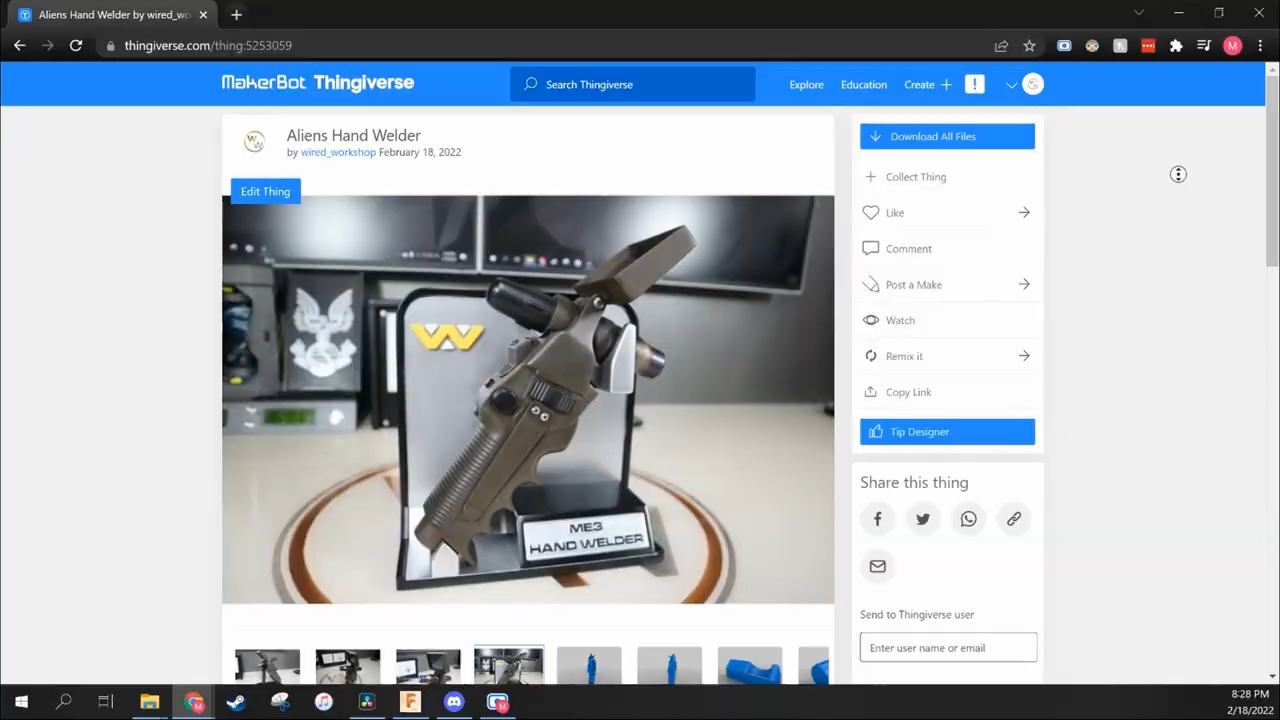 Aliens Hand Welder by wired_wo
thingiverse.com/thing:5253059
M
MakerBot Thingiverse
Search Thingiverse
Explore
Education
Create
!
Aliens Hand Welder
by wired_workshop February 18, 2022
Edit Thing
ME3
HAND WELDER
Download All Files
Collect Thing
Like
Comment
Post a Make
Watch
Remix it
Copy Link
Tip Designer
Share this thing
Send to Thingiverse user
Enter user name or email
8:28 PM
2/18/2022